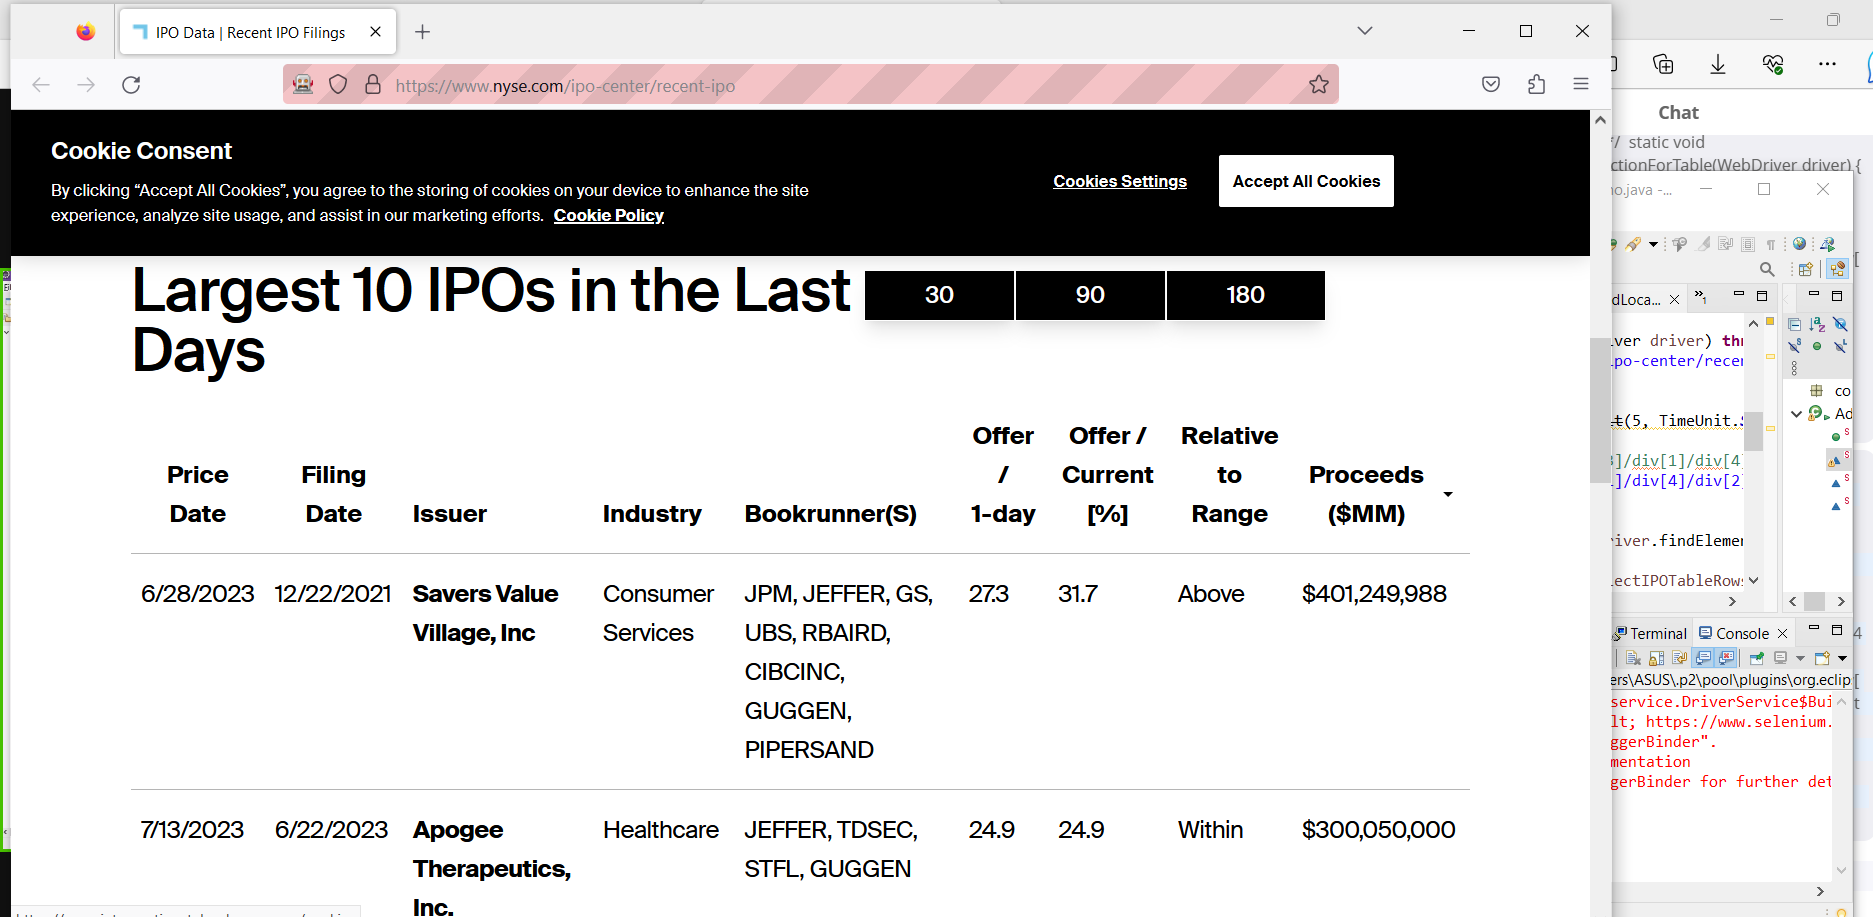 IPO Data | Recent IPO Filings
https://www.nyse.com/ipo-center/recent-ipo
Cookie Consent
By clicking “Accept All Cookies”, you agree to the storing of cookies on your device to enhance the site
experience, analyze site usage, and assist in our marketing efforts. Cookie Policy
Cookies Settings
Accept All Cookies
Largest 10 IPOs in the Last
Days
30 90 180
Price Date
Filing Date
Issuer
Industry
Bookrunner(S)
Offer / 1-day
Offer / Current [%]
Relative to Range
Proceeds ($MM)
6/28/2023 12/22/2021 Savers Value Consumer JPM, JEFFER, GS, 27.3 31.7 Above $401,249,988
Village, Inc Services UBS, RBAIRD,
CIBCINC,
GUGGEN,
PIPERSAND
7/13/2023 6/22/2023 Apogee Healthcare JEFFER, TDSEC, 24.9 24.9 Within $300,050,000
Therapeutics, STFL, GUGGEN
Inc.
Chat
*/ static void
ctionForTable(WebDriver driver) {
no.java -...
dLoca...
iver driver) thr
ipo-center/recen
it(5, TimeUnit.S
3]/div[1]/div[4]
1]/div[4]/div[2]
river.findElemen
lectIPOTableRows
co
Ad
Terminal
Console
ers\ASUS\.p2\pool\plugins\org.eclip
service.DriverService$Bui
lt; https://www.selenium.
ggerBinder".
mentation
gerBinder for further det